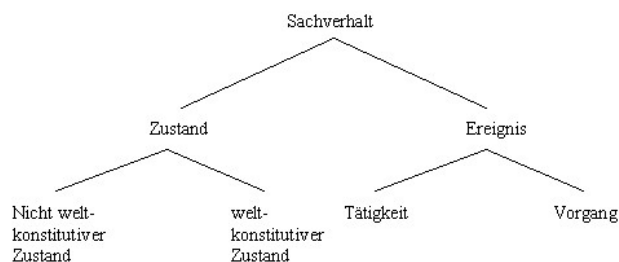 Sachverhalt
Zustand
Ereignis
Nicht welt-
konstitutiver
Zustand
welt-
konstitutiver
Zustand
Tätigkeit
Vorgang